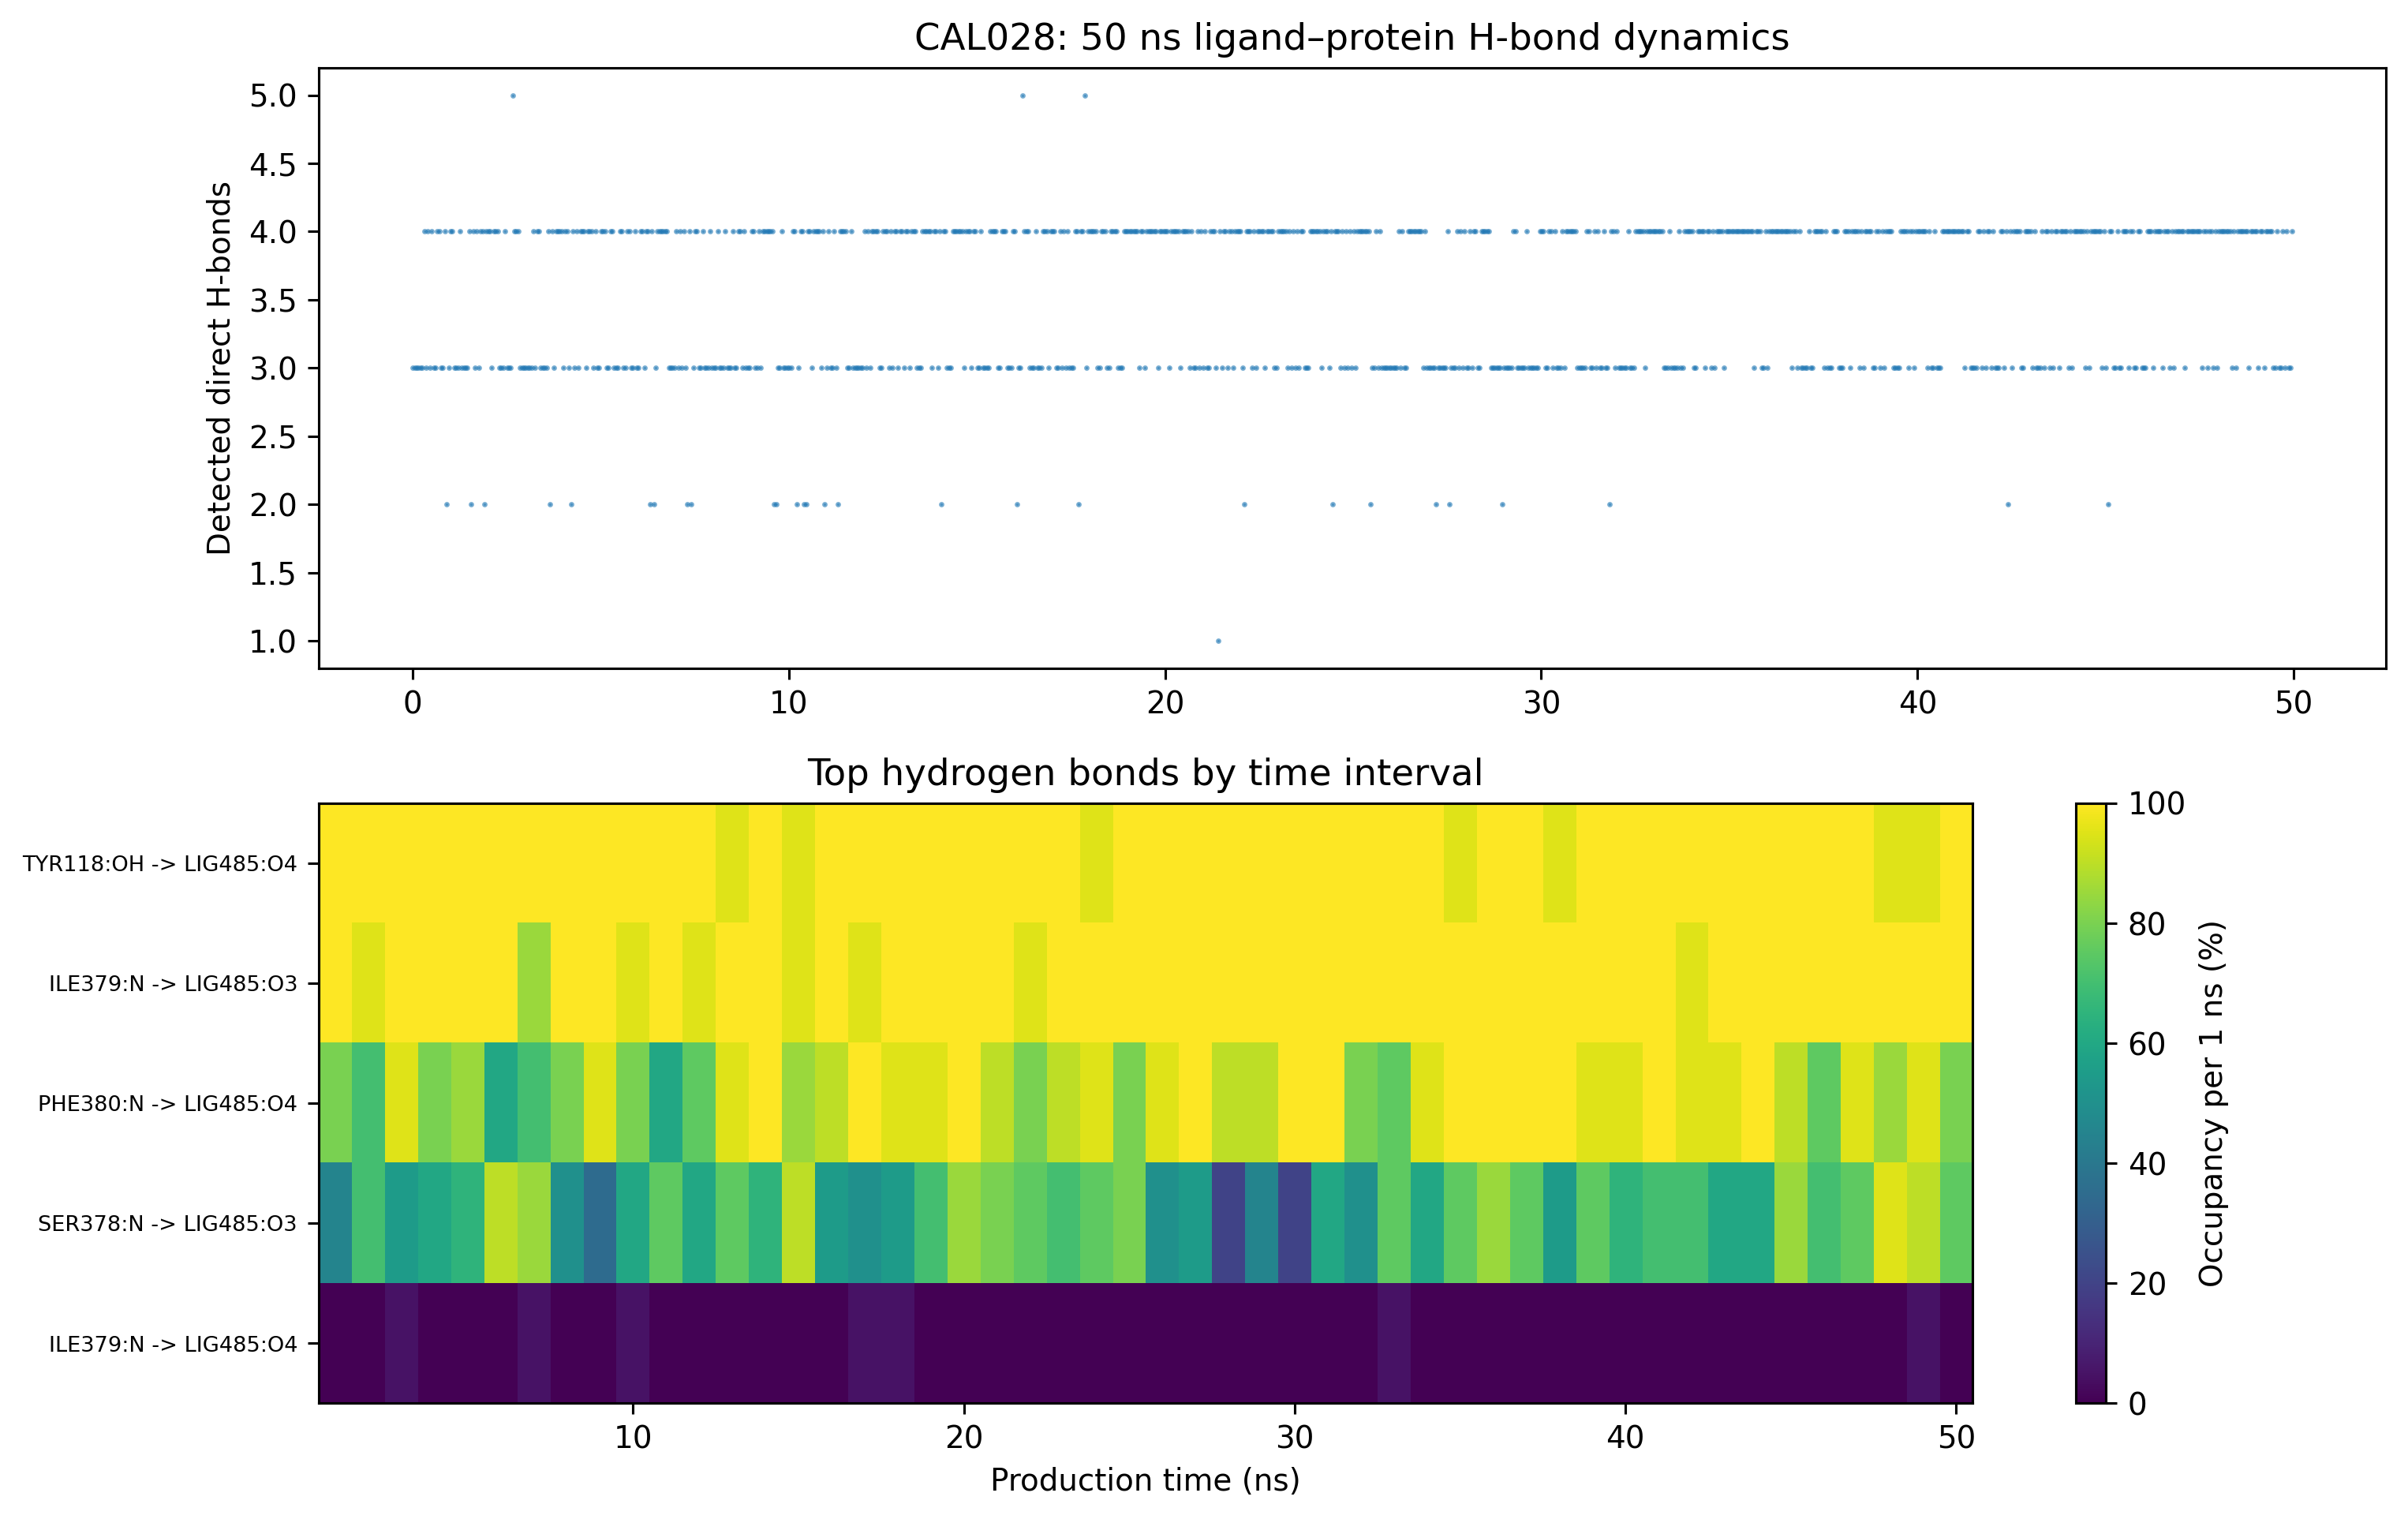 CAL028: 50 ns ligand–protein H-bond dynamics
Detected direct H-bonds
5.0
4.5
4.0
3.5
3.0
2.5
2.0
1.5
1.0
0 10 20 30 40 50
Top hydrogen bonds by time interval
TYR118:OH -> LIG485:O4
ILE379:N -> LIG485:O3
PHE380:N -> LIG485:O4
SER378:N -> LIG485:O3
ILE379:N -> LIG485:O4
10 20 30 40 50
Production time (ns)
100
80
60
40
20
0
Occupancy per 1 ns (%)